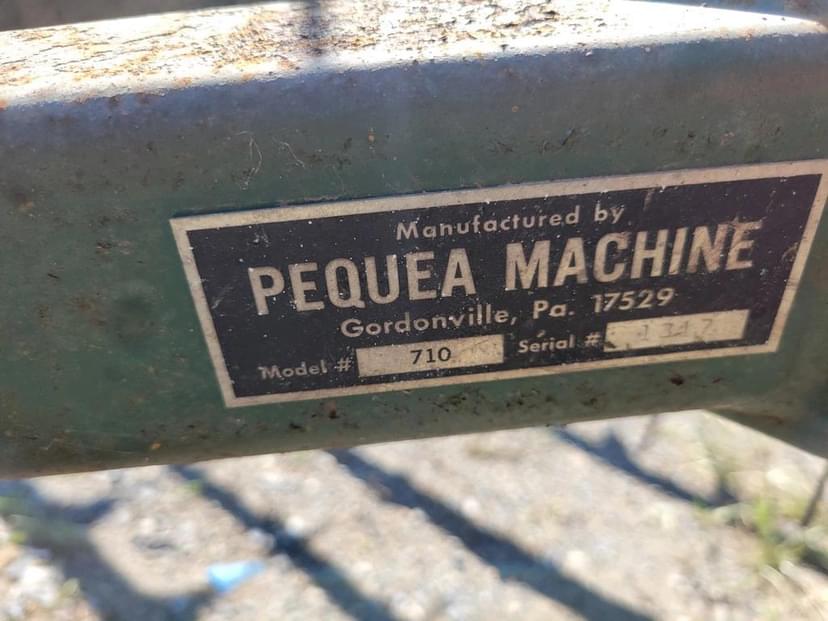 Manufactured by
PEQUEA MACHINE
Gordonville, Pa. 17529
Model # 710 Serial #